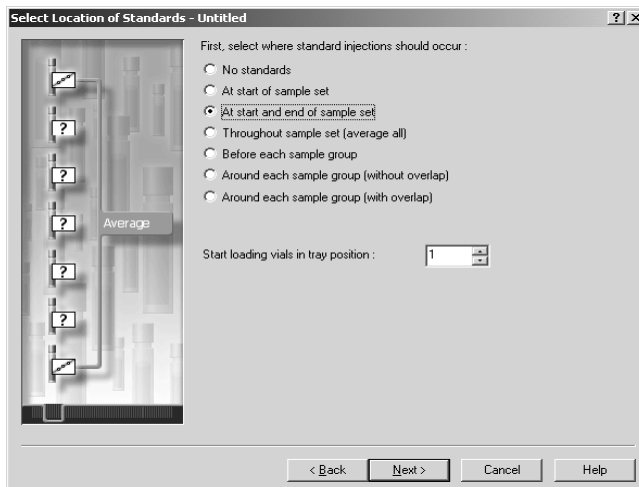 Select Location of Standards - Untitled
First, select where standard injections should occur :
No standards
At start of sample set
At start and end of sample set
Throughout sample set (average all)
Before each sample group
Around each sample group (without overlap)
Around each sample group (with overlap)
?
?
?
?
?
Average
Start loading vials in tray position :
1
< Back
Next >
Cancel
Help